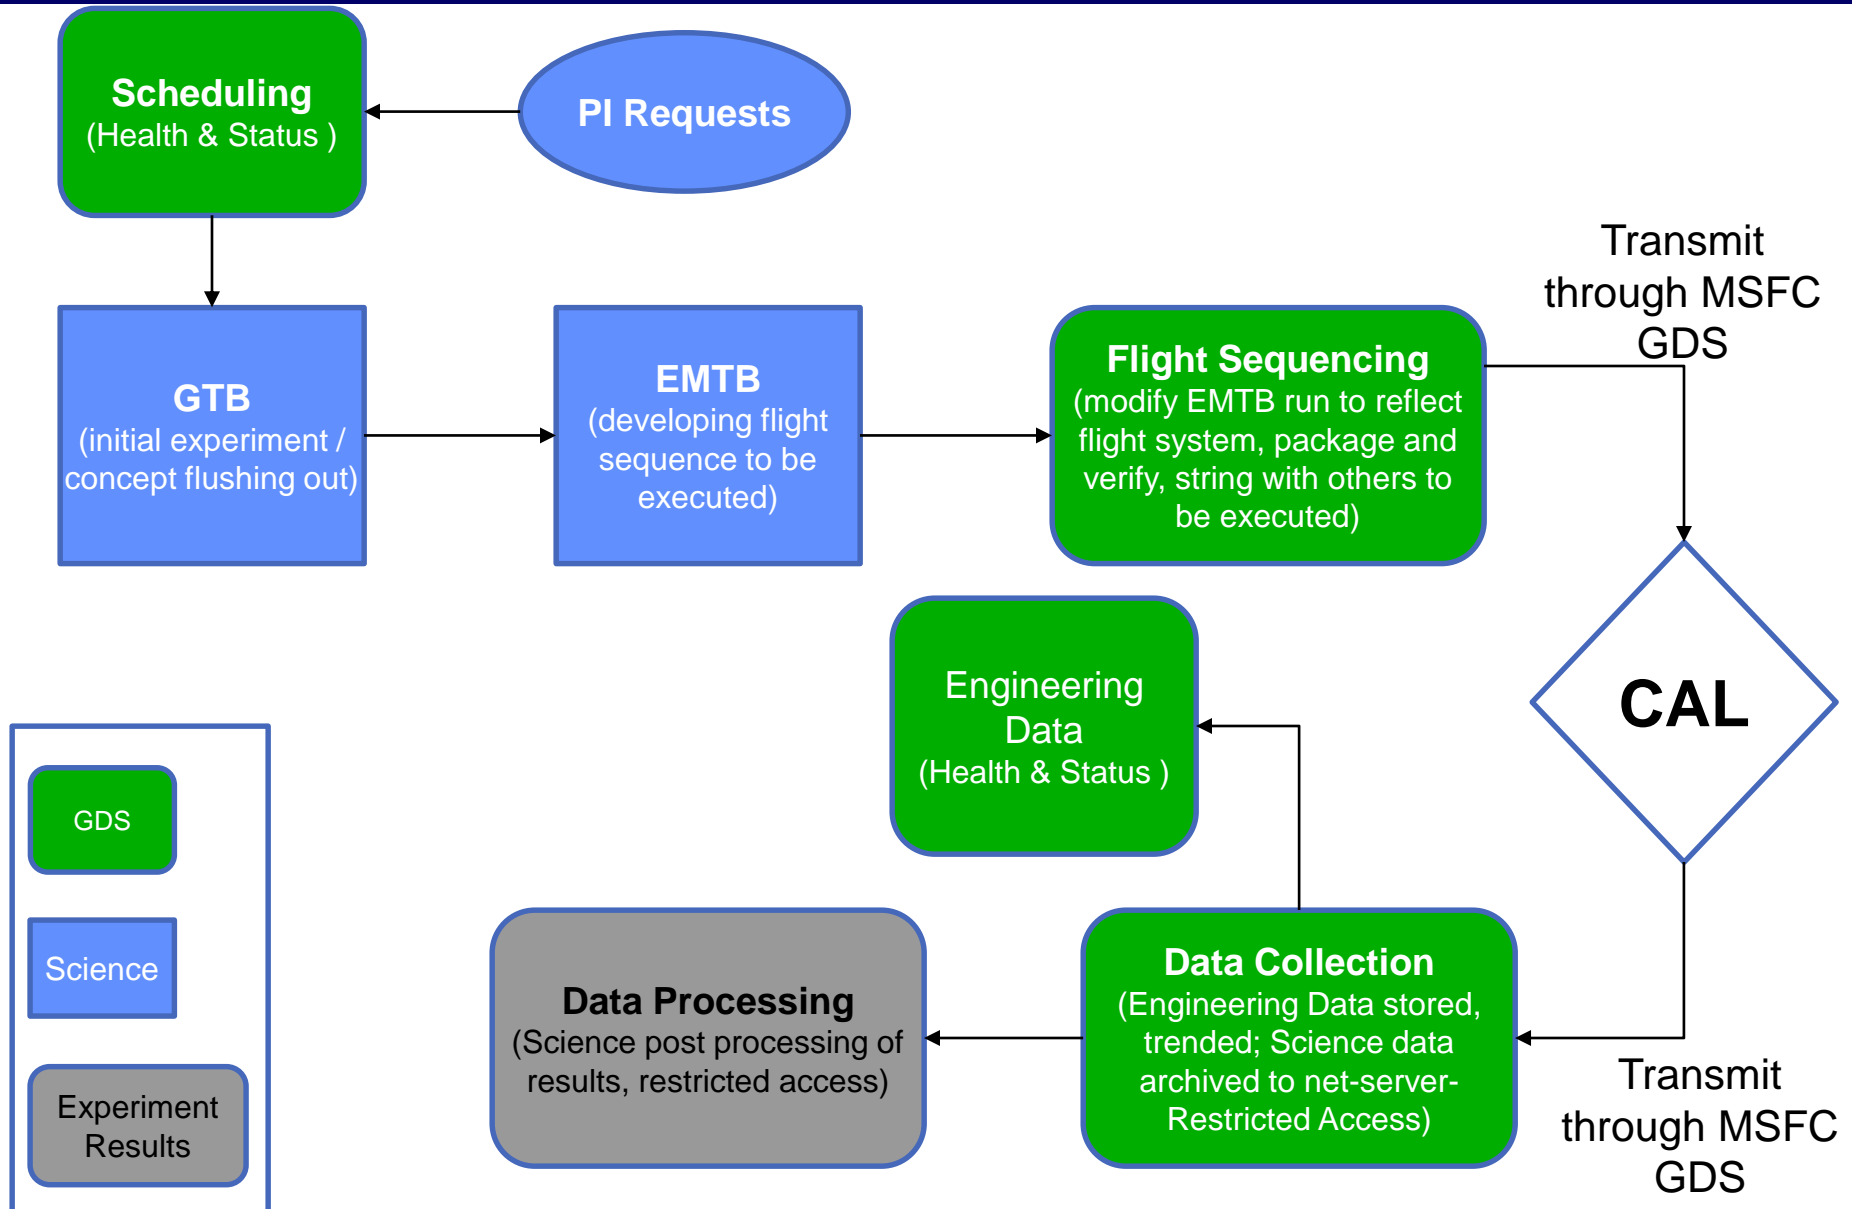 Scheduling
(Health & Status )
PI Requests
Transmit
through MSFC
GDS
GTB
(initial experiment /
concept flushing out)
EMTB
(developing flight
sequence to be
executed)
Flight Sequencing
(modify EMTB run to reflect
flight system, package and
verify, string with others to
be executed)
CAL
Engineering
Data
(Health & Status )
Data Collection
(Engineering Data stored,
trended; Science data
archived to net-server-
Restricted Access)
Transmit
through MSFC
GDS
Data Processing
(Science post processing of
results, restricted access)
GDS
Science
Experiment
Results